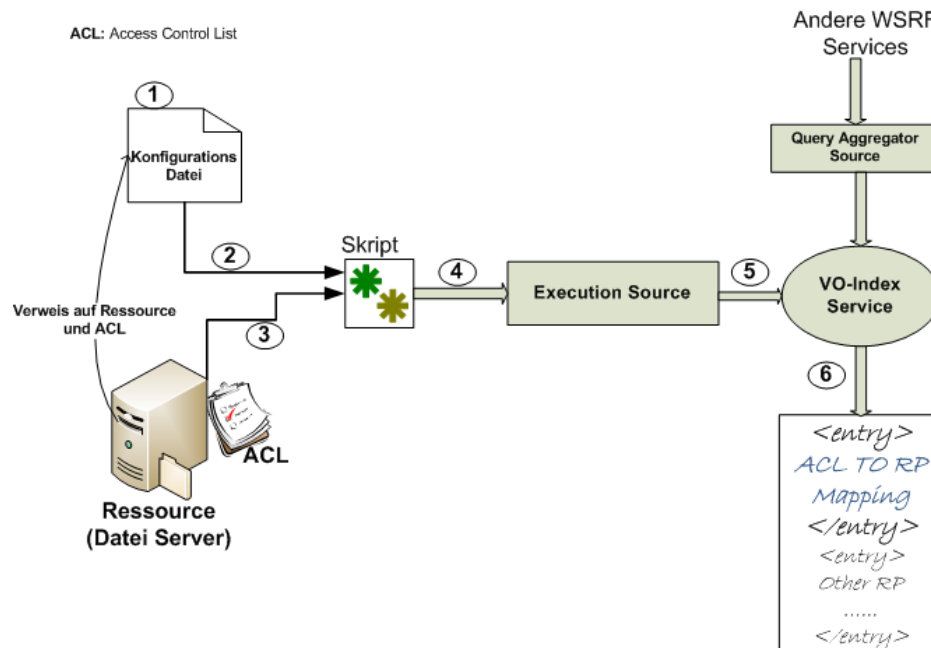 ACL: Access Control List
Andere WSRF
Services
1
Konfigurations
Datei
Query Aggregator
Source
Verweis auf Ressource
und ACL
2
3
Skript
4
Execution Source
5
VO-Index
Service
6
ACL
Ressource
(Datei Server)
<entry>
ACL TO RP
Mapping
</entry>
<entry>
Other RP
......
</entry>